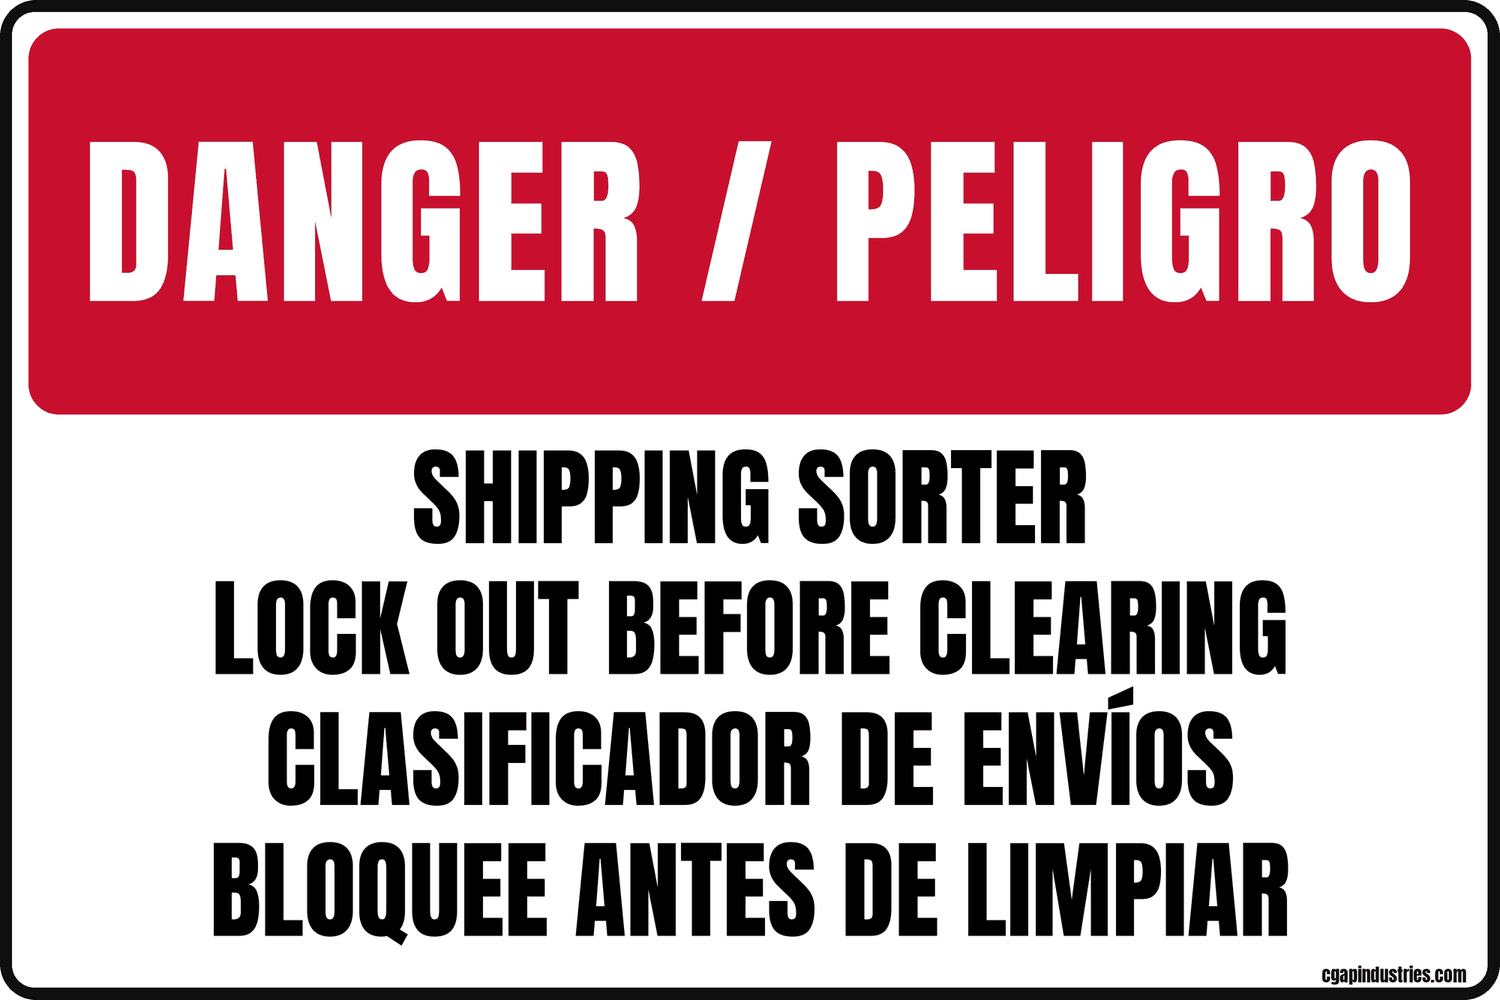 DANGER / PELIGRO
SHIPPING SORTER
LOCK OUT BEFORE CLEARING
CLASIFICADOR DE ENVÍOS
BLOQUEE ANTES DE LIMPIAR
cgapindustries.com